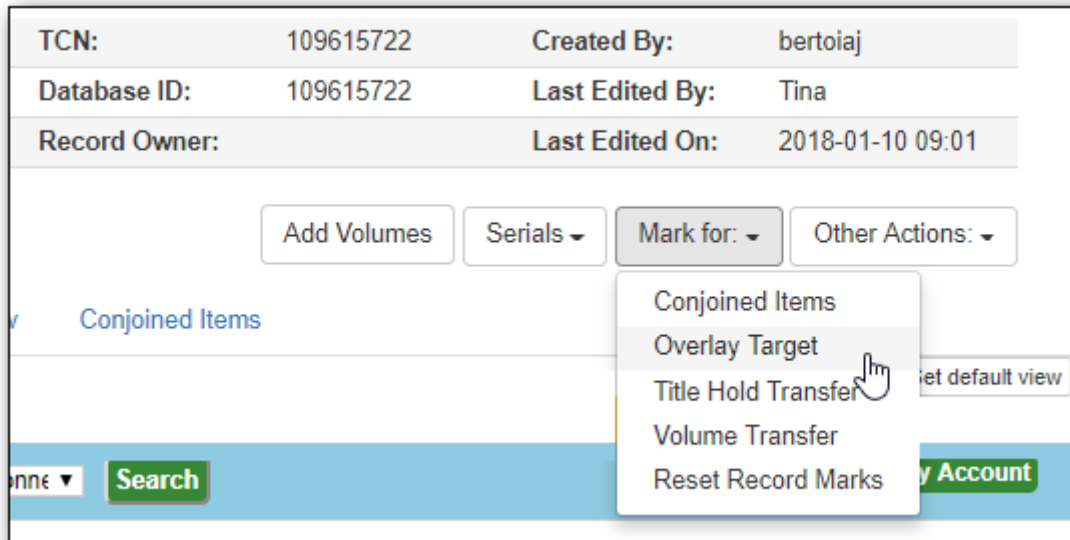 TCN: 109615722 Created By: bertoiaj
Database ID: 109615722 Last Edited By: Tina
Record Owner: Last Edited On: 2018-01-10 09:01
Add Volumes Serials Mark for: Other Actions:
Conjoined Items
Conjoined Items
Overlay Target
Title Hold Transfer
Volume Transfer
Reset Record Marks
default view
Search
Account